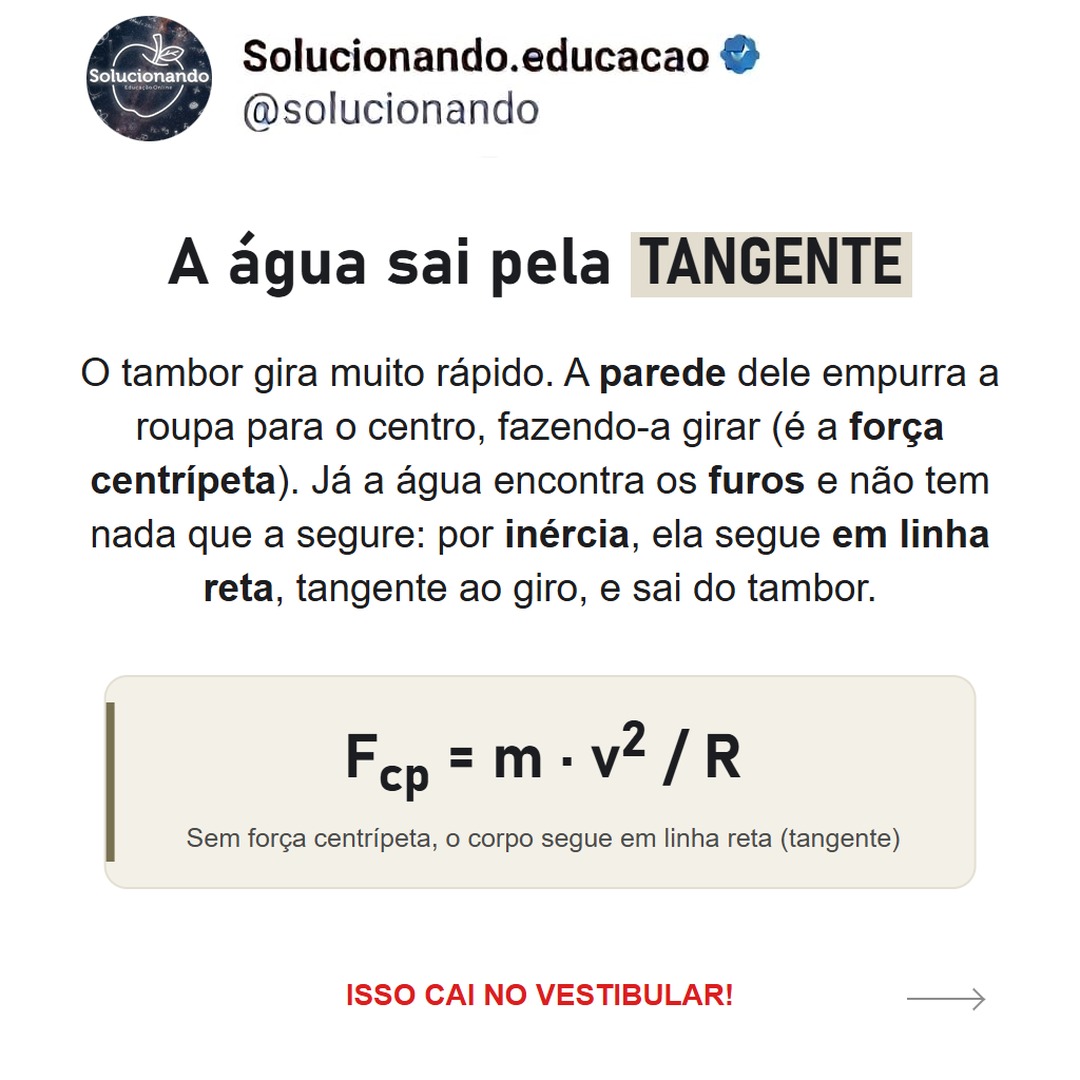 Solucionando
Educação Online
Solucionando.educacao
@solucionando
A água sai pela TANGENTE
O tambor gira muito rápido. A parede dele empurra a
roupa para o centro, fazendo-a girar (é a força
centrípeta). Já a água encontra os furos e não tem
nada que a segure: por inércia, ela segue em linha
reta, tangente ao giro, e sai do tambor.
Fcp = m · v² / R
Sem força centrípeta, o corpo segue em linha reta (tangente)
ISSO CAI NO VESTIBULAR!